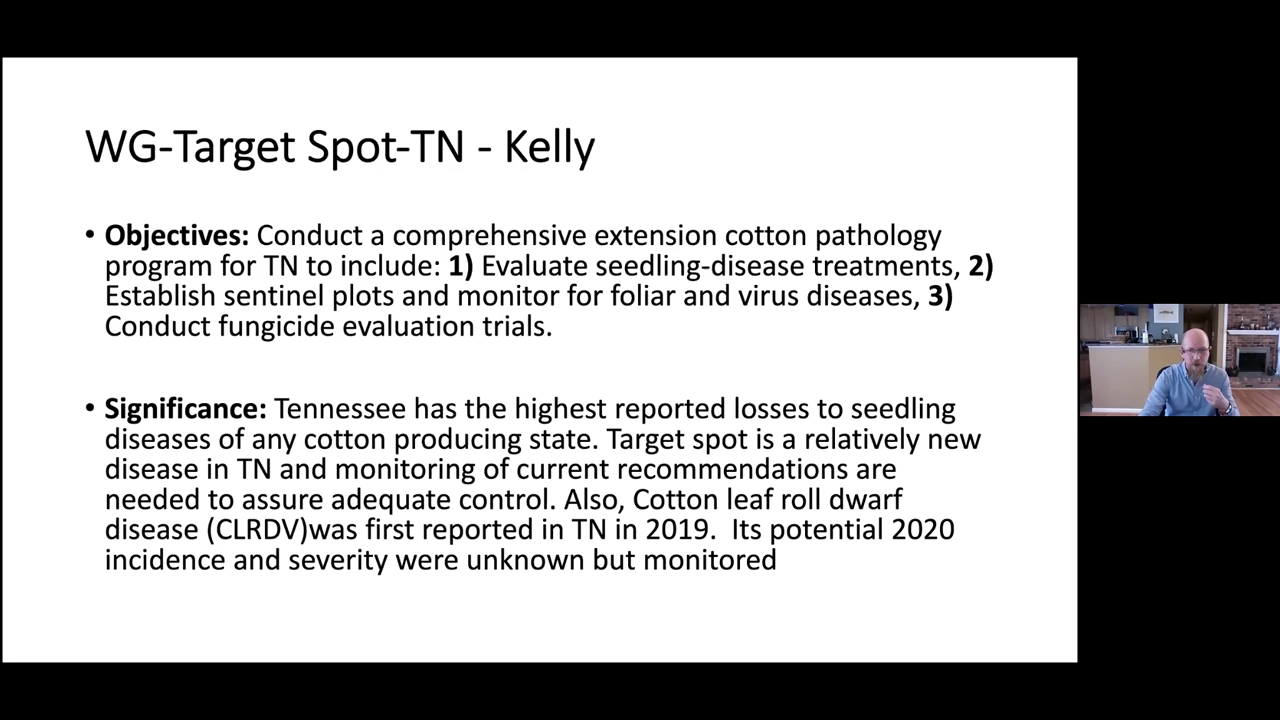 WG-Target Spot-TN - Kelly
• Objectives: Conduct a comprehensive extension cotton pathology
program for TN to include: 1) Evaluate seedling-disease treatments, 2)
Establish sentinel plots and monitor for foliar and virus diseases, 3)
Conduct fungicide evaluation trials.
• Significance: Tennessee has the highest reported losses to seedling
diseases of any cotton producing state. Target spot is a relatively new
disease in TN and monitoring of current recommendations are
needed to assure adequate control. Also, Cotton leaf roll dwarf
disease (CLRDV)was first reported in TN in 2019.  Its potential 2020
incidence and severity were unknown but monitored